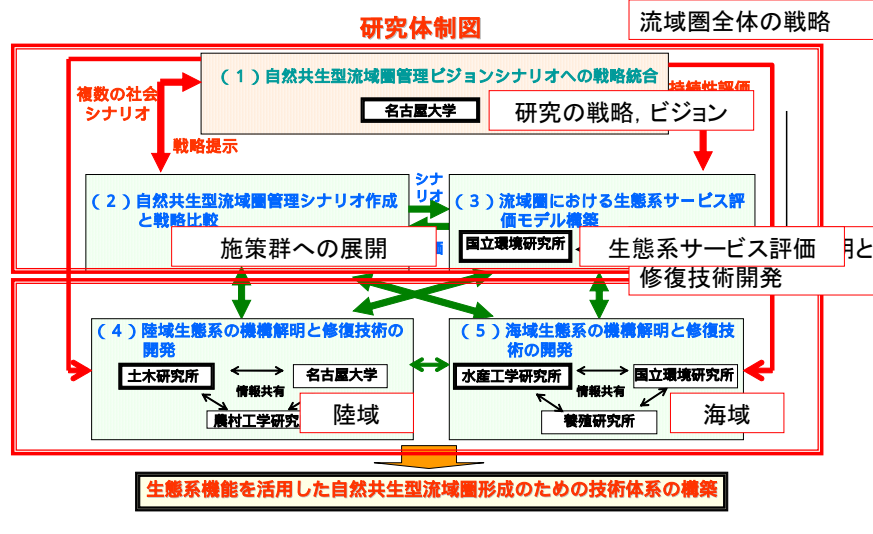 研究体制図
流域圏全体の戦略
(1)自然共生型流域圏管理ビジョンシナリオへの戦略統合
複数の社会
シナリオ
持続性評価
名古屋大学
研究の戦略, ビジョン
戦略提示
シナ
リオ
(2)自然共生型流域圏管理シナリオ作成
と戦略比較
(3)流域圏における生態系サービス評
価モデル構築
国立環境研究所
施策群への展開
生態系サービス評価
明と
修復技術開発
(4)陸域生態系の機構解明と修復技術の
開発
(5)海域生態系の機構解明と修復技
術の開発
土木研究所
名古屋大学
情報共有
農村工学研究
陸域
水産工学研究所
国立環境研究所
情報共有
養殖研究所
海域
生態系機能を活用した自然共生型流域圏形成のための技術体系の構築